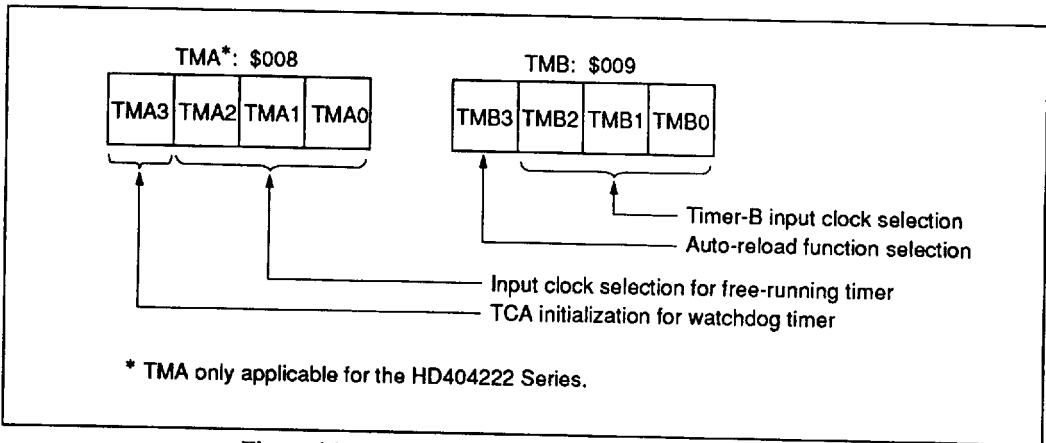 TMA*: $008
TMB: $009
TMA3 TMA2 TMA1 TMA0
TMB3 TMB2 TMB1 TMB0
Timer-B input clock selection
Auto-reload function selection
Input clock selection for free-running timer
TCA initialization for watchdog timer
* TMA only applicable for the HD404222 Series.